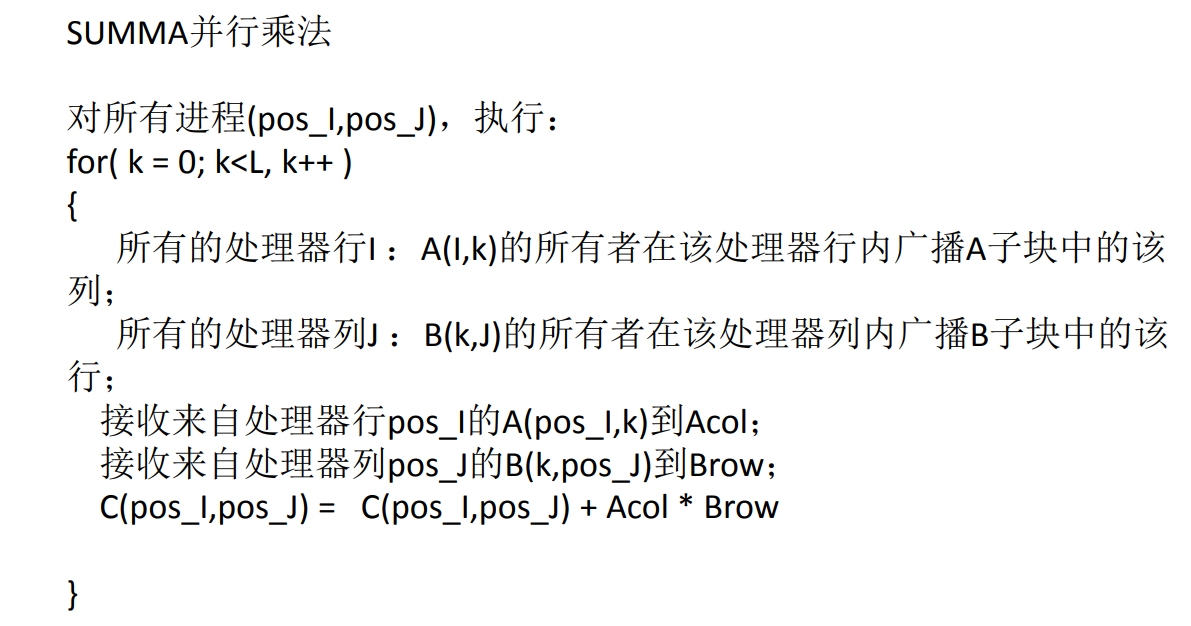 SUMMA并行乘法
对所有进程(pos_I,pos_J)，执行：
for( k = 0; k<L, k++ )
{
所有的处理器行I： A(I,k)的所有者在该处理器行内广播A子块中的该
列；
所有的处理器列J： B(k,J)的所有者在该处理器列内广播B子块中的该
行；
接收来自处理器行pos_I的A(pos_I,k)到Acol；
接收来自处理器列pos_J的B(k,pos_J)到Brow；
C(pos_I,pos_J) = C(pos_I,pos_J) + Acol * Brow
}